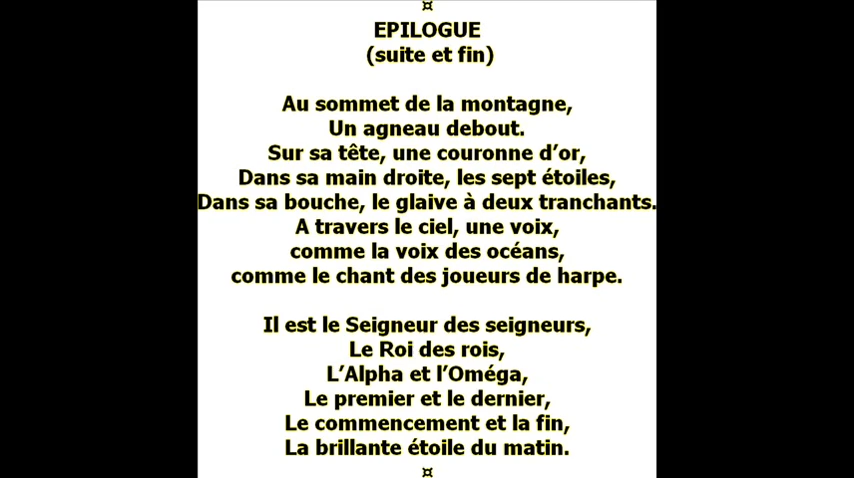 ¤
EPILOGUE
(suite et fin)
Au sommet de la montagne,
Un agneau debout.
Sur sa tête, une couronne d’or,
Dans sa main droite, les sept étoiles,
Dans sa bouche, le glaive à deux tranchants.
A travers le ciel, une voix,
comme la voix des océans,
comme le chant des joueurs de harpe.
Il est le Seigneur des seigneurs,
Le Roi des rois,
L’Alpha et l’Oméga,
Le premier et le dernier,
Le commencement et la fin,
La brillante étoile du matin.
¤